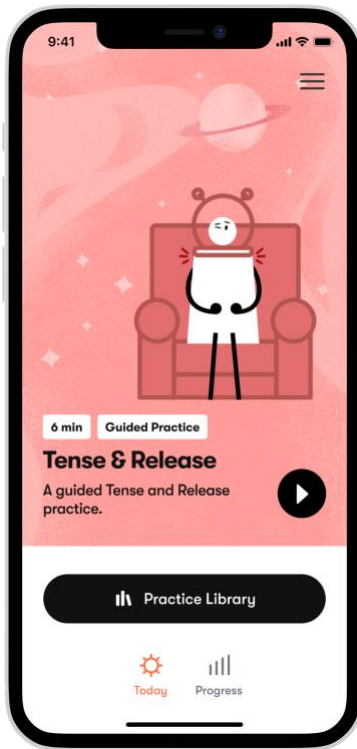 9:41
6 min Guided Practice
Tense & Release
A guided Tense and Release
practice.
Practice Library
Today Progress